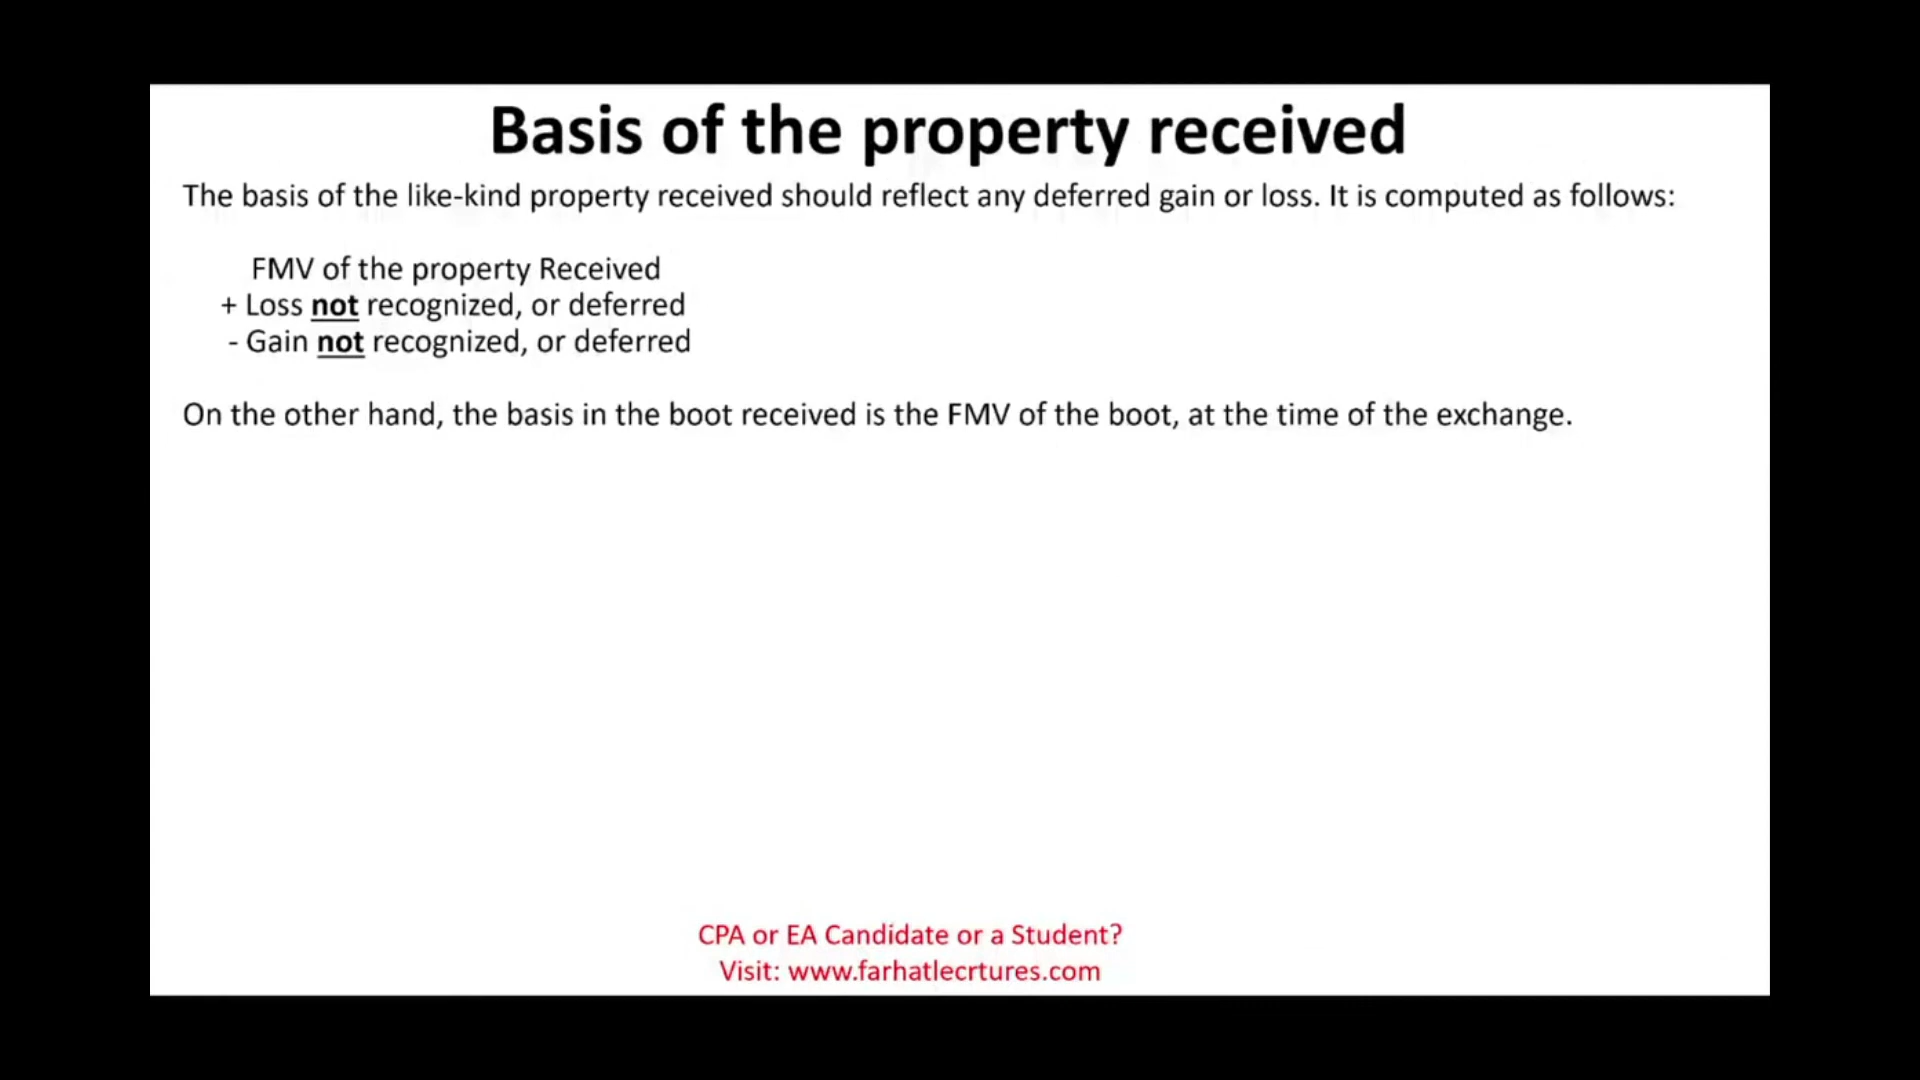 Basis of the property received
The basis of the like-kind property received should reflect any deferred gain or loss. It is computed as follows:
FMV of the property Received
+ Loss not recognized, or deferred
- Gain not recognized, or deferred
On the other hand, the basis in the boot received is the FMV of the boot, at the time of the exchange.
CPA or EA Candidate or a Student?
Visit: www.farhatlecrtures.com